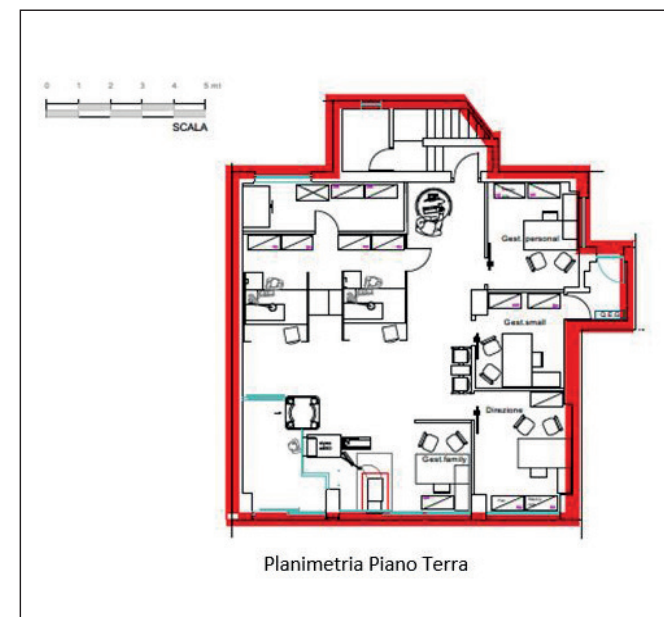 0 1 2 3 4 5 mt
SCALA
Gest. personal
Gest.small
Direzione
Gest.family
Planimetria Piano Terra